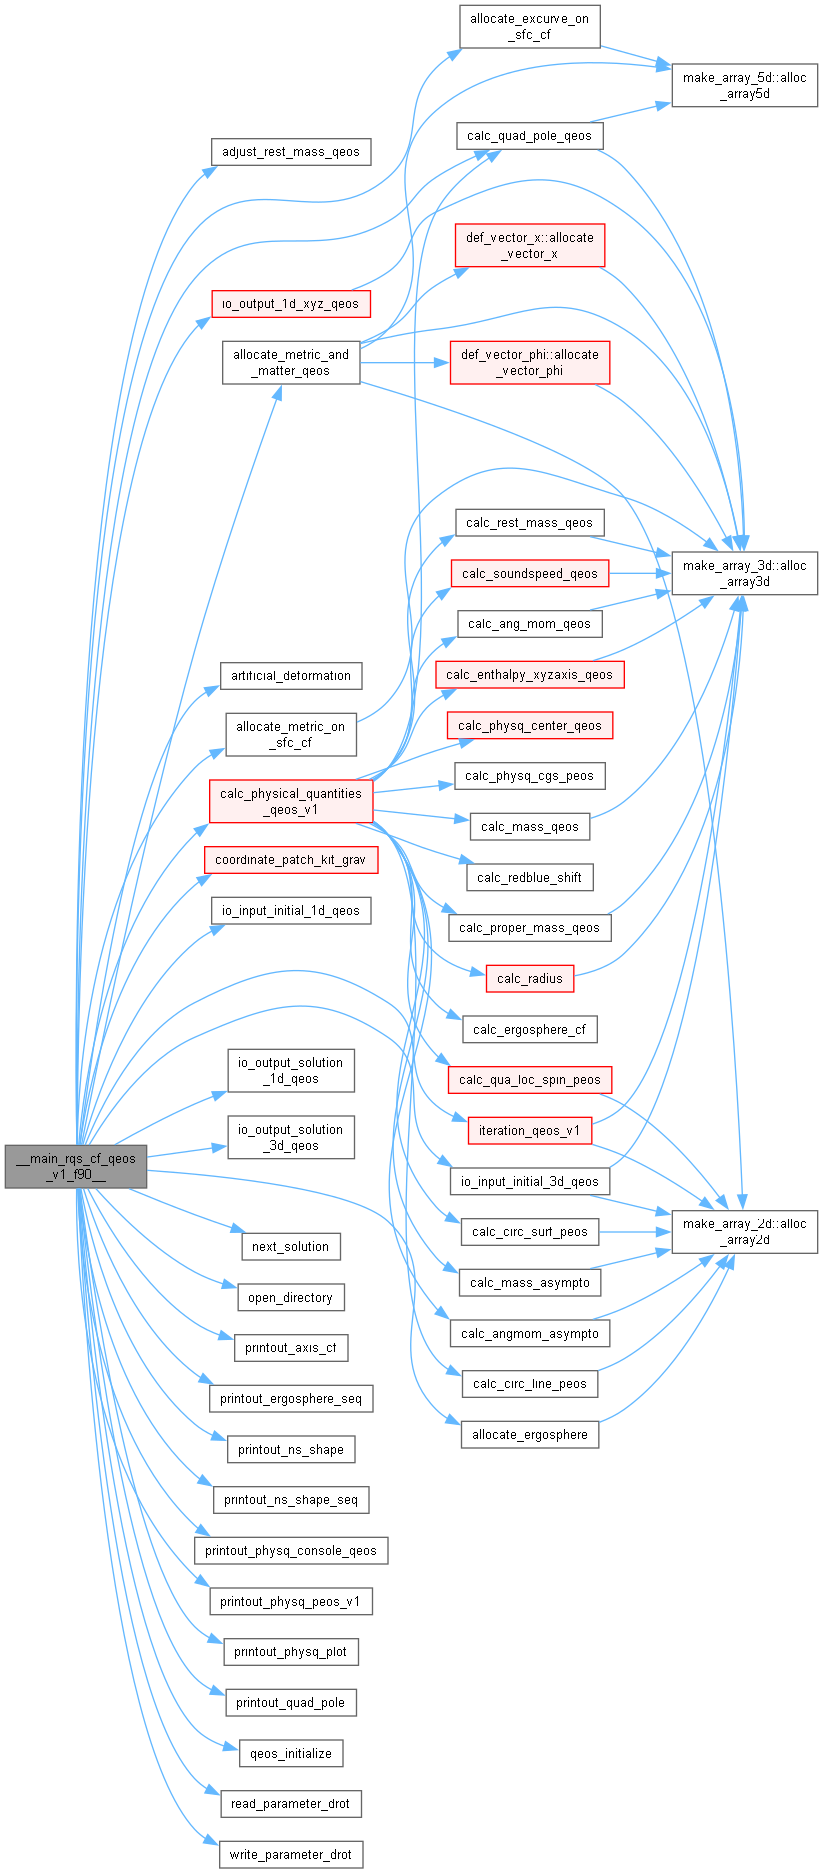 allocate_excurve_on
_sfc_cf
make_array_5d::alloc
_array5d
calc_quad_pole_qeos
adjust_rest_mass_qeos
def_vector_x::allocate
_vector_x
io_output_1d_xyz_qeos
allocate_metric_and
_matter_qeos
def_vector_phi::allocate
_vector_phi
calc_rest_mass_qeos
make_array_3d::alloc
_array3d
calc_soundspeed_qeos
calc_ang_mom_qeos
artificial_deformation
calc_enthalpy_xyzaxis_qeos
allocate_metric_on
_sfc_cf
calc_physq_center_qeos
calc_physq_cgs_peos
calc_physical_quantities
_qeos_v1
calc_mass_qeos
coordinate_patch_kit_grav
calc_redblue_shift
io_input_initial_1d_qeos
calc_proper_mass_qeos
calc_radius
calc_ergosphere_cf
io_output_solution
_1d_qeos
calc_qua_loc_spin_peos
io_output_solution
_3d_qeos
iteration_qeos_v1
__main_rqs_cf_qeos
_v1_f90__
io_input_initial_3d_qeos
make_array_2d::alloc
_array2d
calc_circ_surf_peos
next_solution
calc_mass_asympto
open_directory
calc_angmom_asympto
printout_axis_cf
calc_circ_line_peos
printout_ergosphere_seq
allocate_ergosphere
printout_ns_shape
printout_ns_shape_seq
printout_physq_console_qeos
printout_physq_peos_v1
printout_physq_plot
printout_quad_pole
qeos_initialize
read_parameter_drot
write_parameter_drot